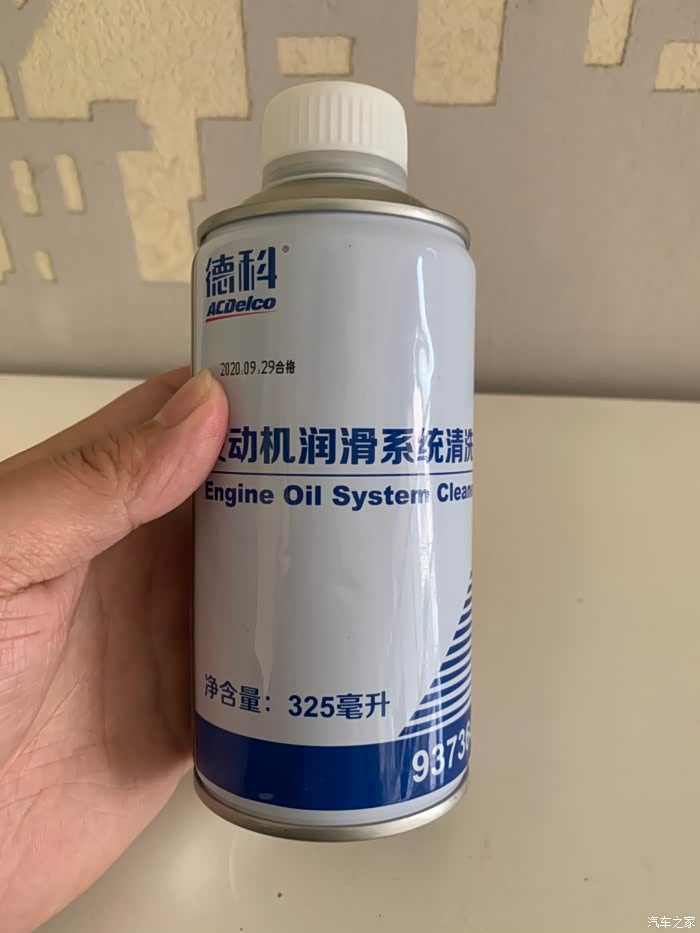 德科®
ACDelco
2020.09.29合格
动机润滑系统清洗
Engine Oil System Clean
净含量：325毫升
9373
汽车之家